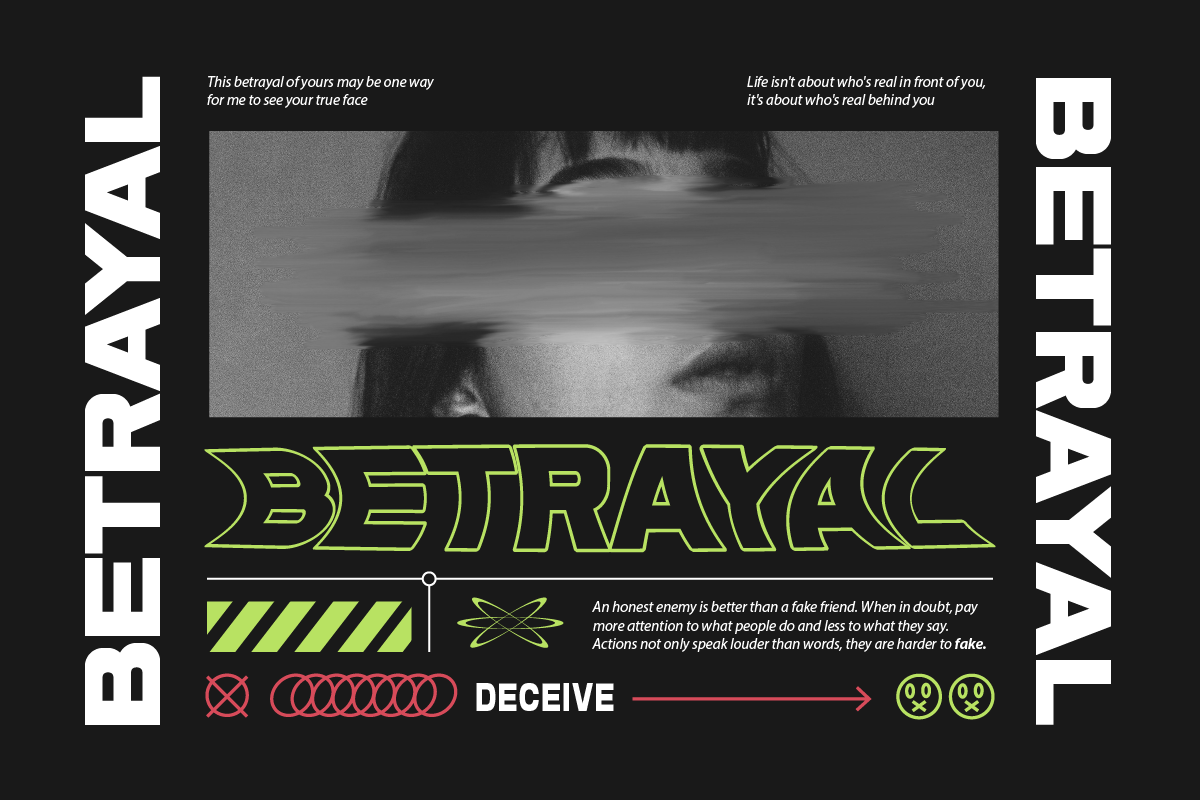 BETRAYAL
This betrayal of yours may be one way
for me to see your true face
Life isn't about who's real in front of you,
it's about who's real behind you
BETRAYAL
BETRAYAL
An honest enemy is better than a fake friend. When in doubt, pay
more attention to what people do and less to what they say.
Actions not only speak louder than words, they are harder to fake.
DECEIVE